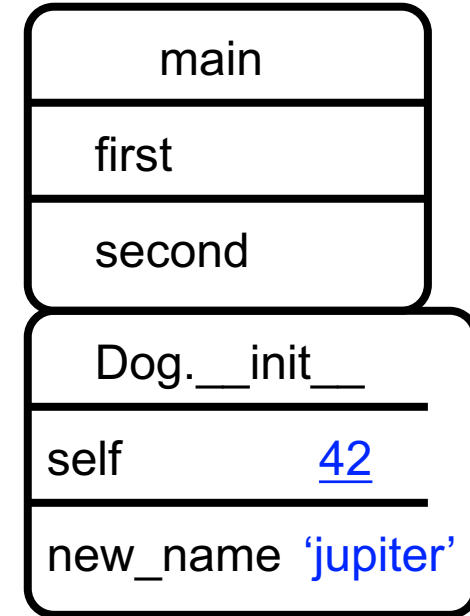 main
first
second
Dog.__init__
self 42
new_name ‘jupiter’